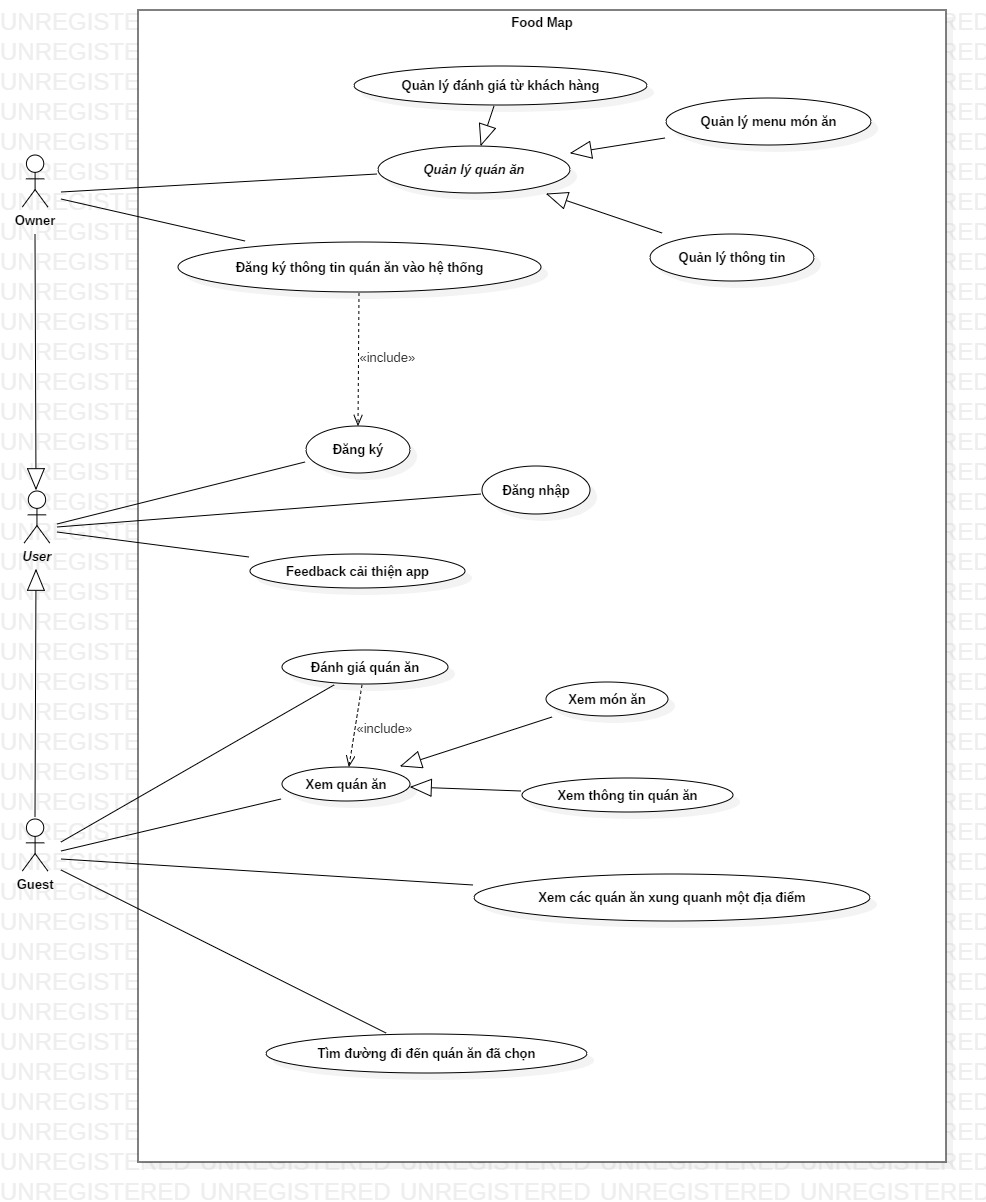 Food Map
Quản lý đánh giá từ khách hàng
Quản lý menu món ăn
Quản lý quán ăn
Owner
Quản lý thông tin
Đăng ký thông tin quán ăn vào hệ thống
«include»
Đăng ký
Đăng nhập
User
Feedback cải thiện app
Đánh giá quán ăn
Xem món ăn
«include»
Xem quán ăn
Xem thông tin quán ăn
Guest
Xem các quán ăn xung quanh một địa điểm
Tìm đường đi đến quán ăn đã chọn
UNREGISTERED UNREGISTERED UNREGISTERED UNREGISTERED UNREGISTERED